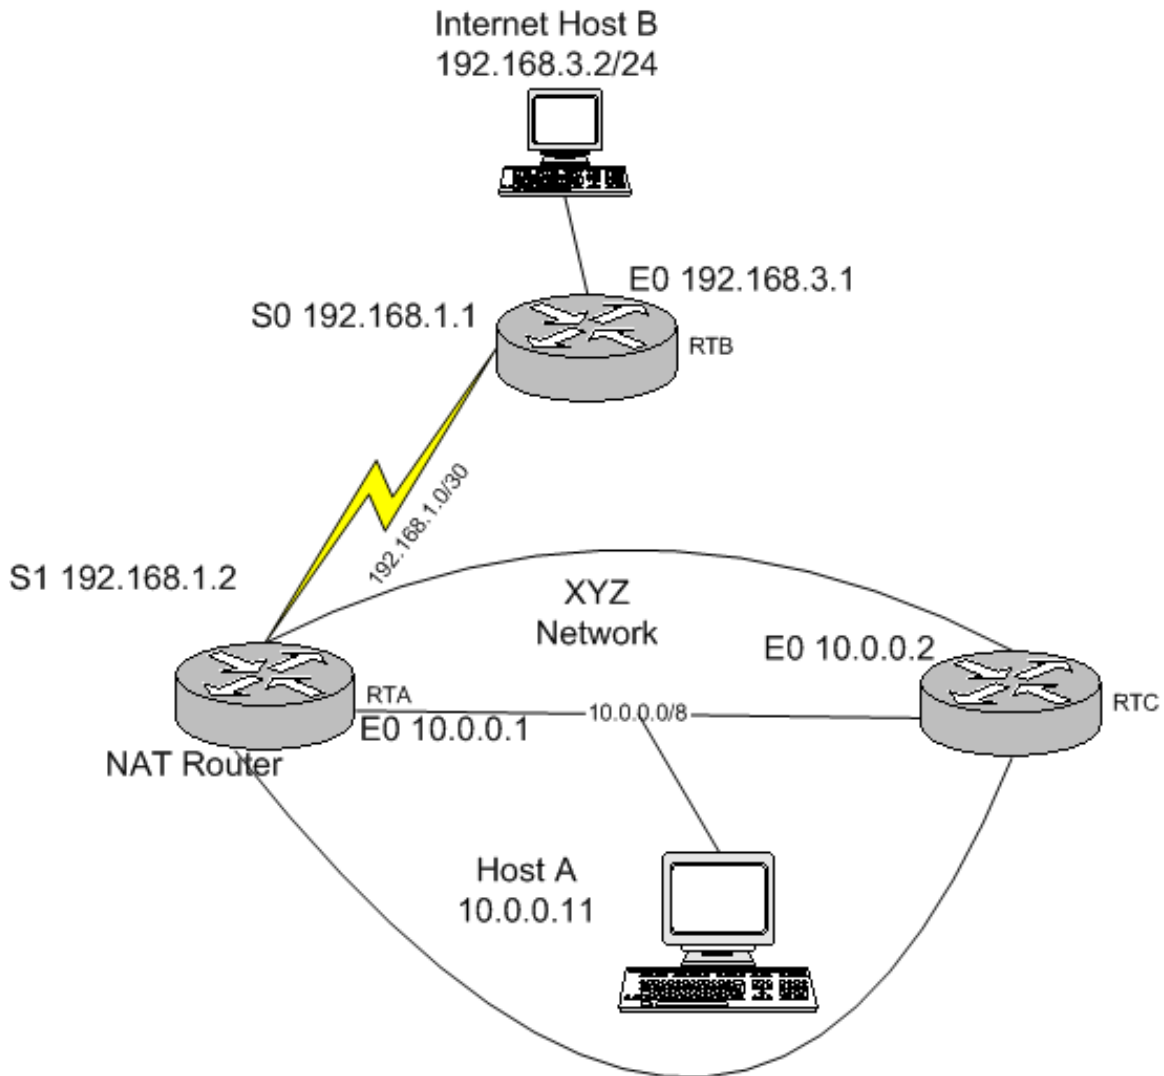 Internet Host B
192.168.3.2/24
E0 192.168.3.1
S0 192.168.1.1
RTB
192.168.1.0/30
S1 192.168.1.2
XYZ
Network
E0 10.0.0.2
RTA
10.0.0.0/8
RTC
E0 10.0.0.1
NAT Router
Host A
10.0.0.11